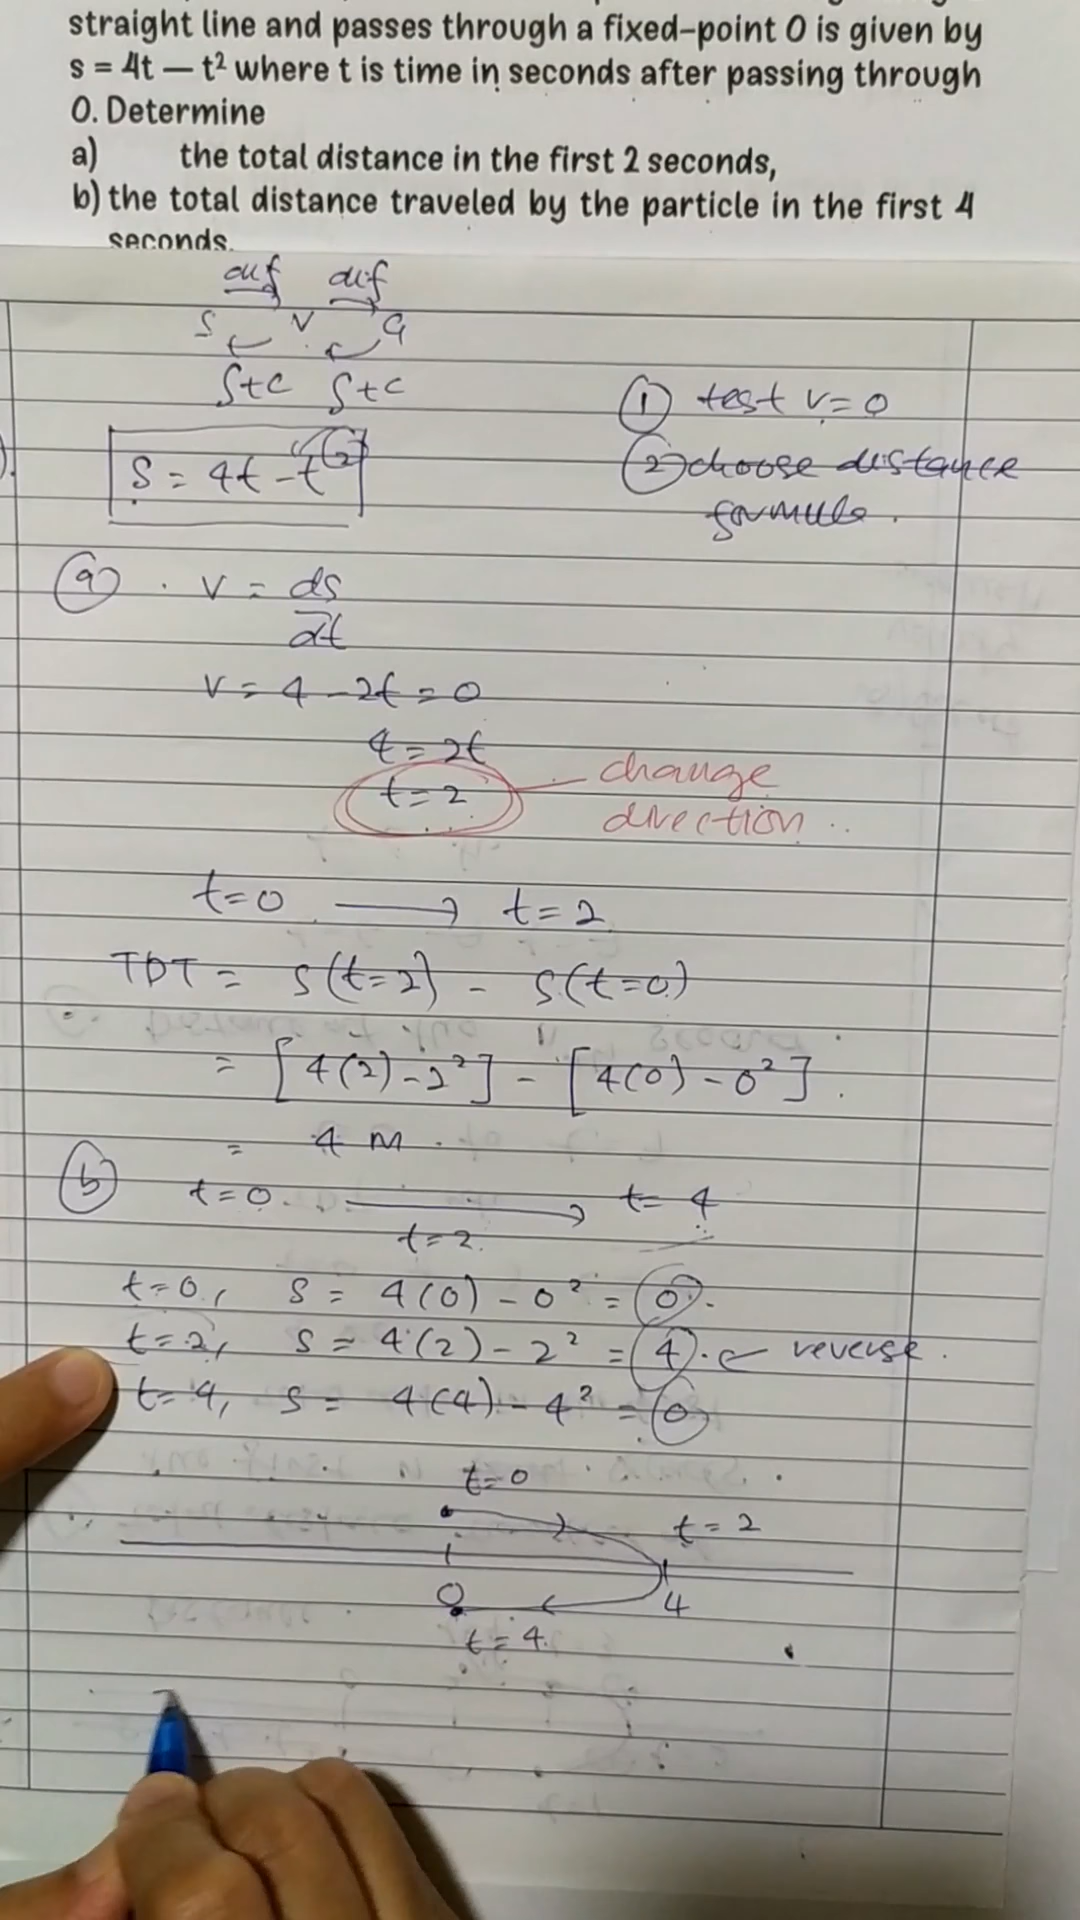 straight line and passes through a fixed-point O is given by
s = 4t — t² where t is time in seconds after passing through
O. Determine
a) the total distance in the first 2 seconds,
b) the total distance traveled by the particle in the first 4
seconds.
dif dif
S V a
∫+c ∫+c
① test v=0
S = 4t - t²
② choose distance
formula.
ⓐ . V = ds
dt
V = 4 - 2t = 0
4 = 2t
t = 2
change
direction ..
t=0 → t=2
TDT = s(t=2) - s(t=0)
= [4(2)-2²] - [4(0)-0²].
= 4 m.
ⓑ t=0 → t=4
t=2.
t=0, s = 4(0) - 0² = 0.
t=2, s = 4(2) - 2² = 4. ← reverse.
t=4, s = 4(4) - 4² = 0
t=0
t=2
O 4
t=4.